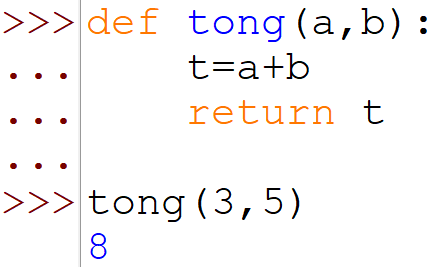 >>> def tong(a,b):
...     t=a+b
...     return t
...
>>> tong(3,5)
8